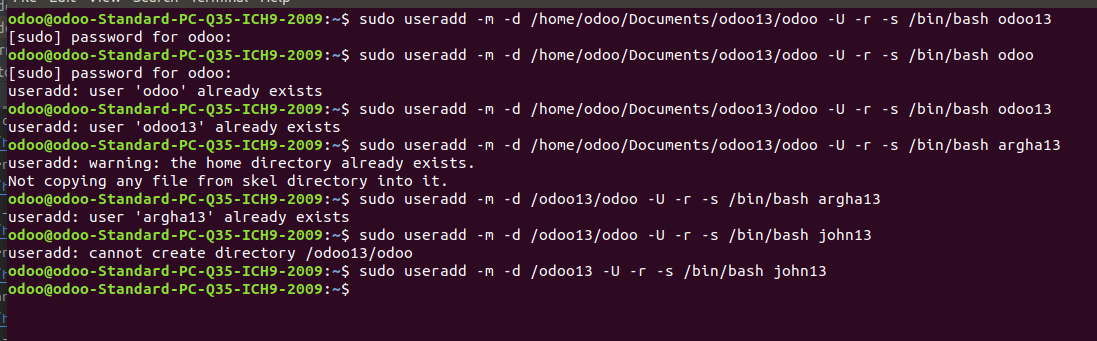 File Edit View Search Terminal Help
odoo@odoo-Standard-PC-Q35-ICH9-2009:~$ sudo useradd -m -d /home/odoo/Documents/odoo13/odoo -U -r -s /bin/bash odoo13
[sudo] password for odoo:
odoo@odoo-Standard-PC-Q35-ICH9-2009:~$ sudo useradd -m -d /home/odoo/Documents/odoo13/odoo -U -r -s /bin/bash odoo
[sudo] password for odoo:
useradd: user 'odoo' already exists
odoo@odoo-Standard-PC-Q35-ICH9-2009:~$ sudo useradd -m -d /home/odoo/Documents/odoo13/odoo -U -r -s /bin/bash odoo13
useradd: user 'odoo13' already exists
odoo@odoo-Standard-PC-Q35-ICH9-2009:~$ sudo useradd -m -d /home/odoo/Documents/odoo13/odoo -U -r -s /bin/bash argha13
useradd: warning: the home directory already exists.
Not copying any file from skel directory into it.
odoo@odoo-Standard-PC-Q35-ICH9-2009:~$ sudo useradd -m -d /odoo13/odoo -U -r -s /bin/bash argha13
useradd: user 'argha13' already exists
odoo@odoo-Standard-PC-Q35-ICH9-2009:~$ sudo useradd -m -d /odoo13/odoo -U -r -s /bin/bash john13
useradd: cannot create directory /odoo13/odoo
odoo@odoo-Standard-PC-Q35-ICH9-2009:~$ sudo useradd -m -d /odoo13 -U -r -s /bin/bash john13
odoo@odoo-Standard-PC-Q35-ICH9-2009:~$